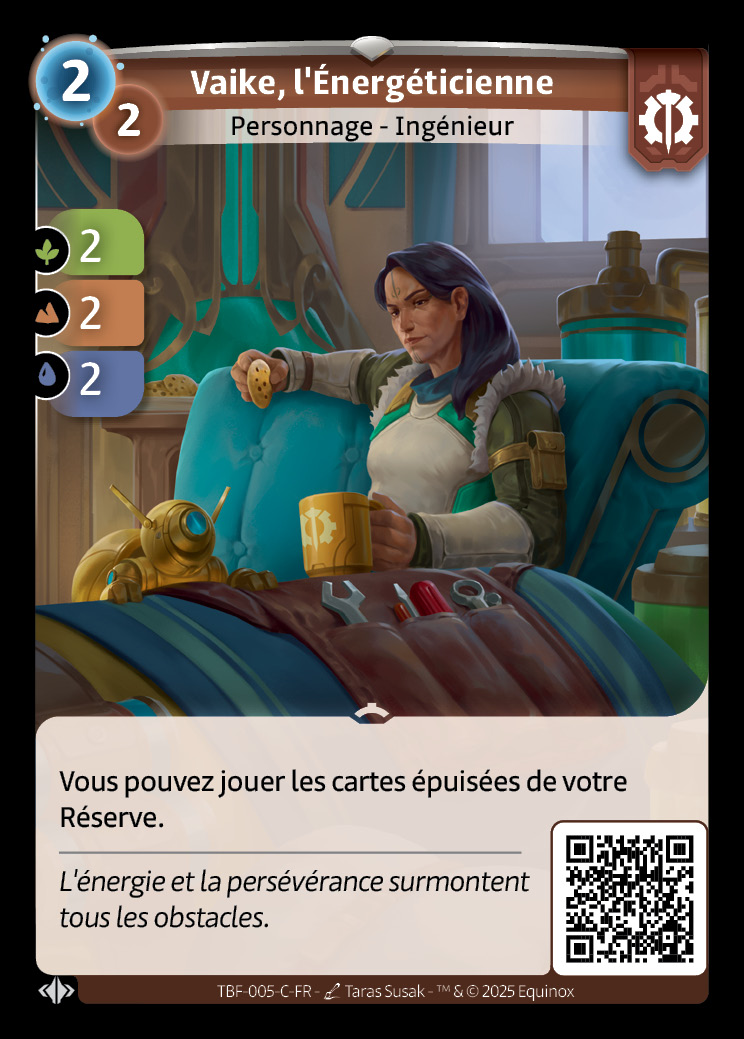 2
Vaike, l'Énergéticienne
2
Personnage - Ingénieur
2
2
2
Vous pouvez jouer les cartes épuisées de votre
Réserve.
L'énergie et la persévérance surmontent
tous les obstacles.
TBF-005-C-FR - Taras Susak - ™ & © 2025 Equinox